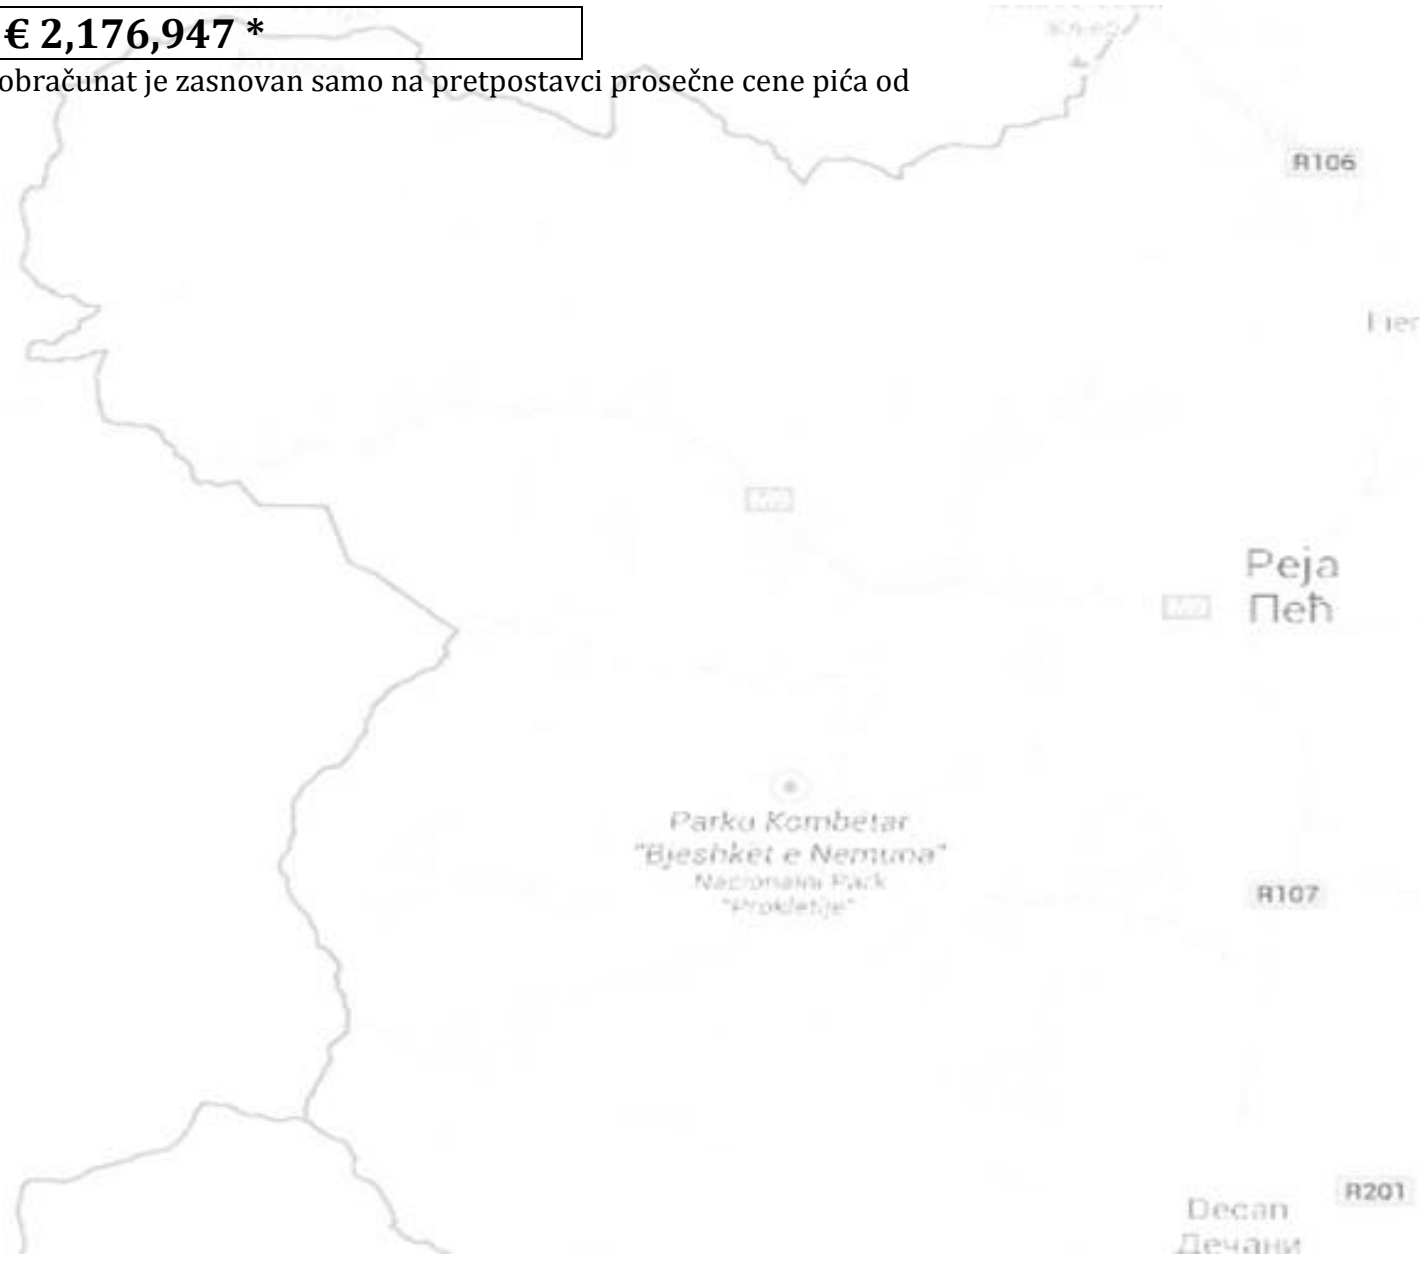 € 2,176,947 *
obračunat je zasnovan samo na pretpostavci prosečne cene pića od
R106
Peja
Пећ
Parku Kombetar
"Bjeshket e Nemuna"
Nacionalni Park
"Prokletije"
R107
R201
Decan
Дечани